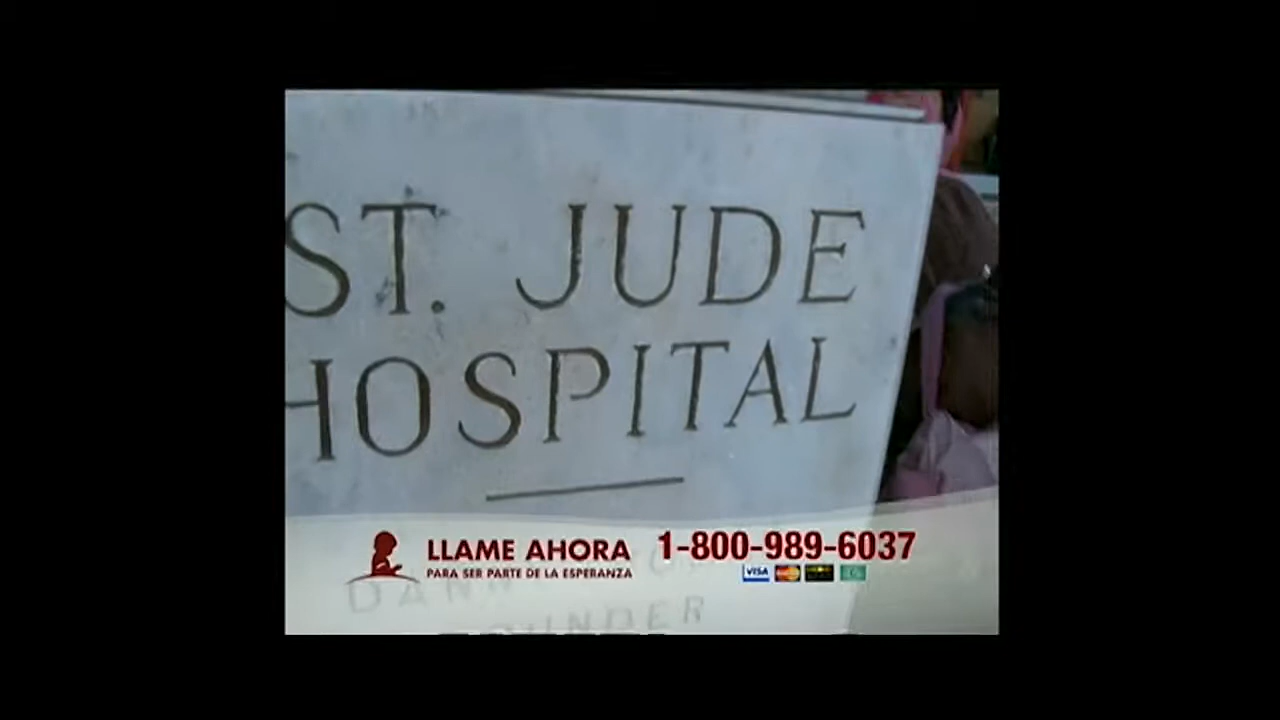 ST. JUDE
HOSPITAL
LLAME AHORA 1-800-989-6037
PARA SER PARTE DE LA ESPERANZA
VISA